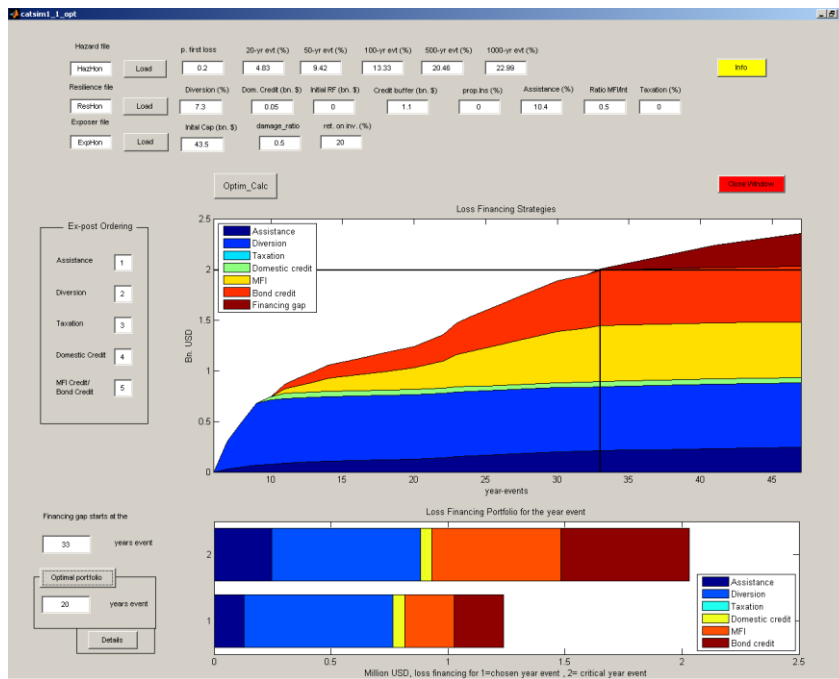 catsim1_1_opt
Hazard file
p. first loss 20-yr evt (%) 50-yr evt (%) 100-yr evt (%) 500-yr evt (%) 1000-yr evt (%)
HazHon Load 0.2 4.83 9.42 13.33 20.46 22.99 Info
Resilience file
Diversion (%) Dom. Credit (bn. $) Initial RF (bn. $) Credit buffer (bn. $) prop.Ins (%) Assistance (%) Ratio MFI/Int Taxation (%)
ResHon Load 7.3 0.05 0 1.1 0 10.4 0.5 0
Exposer file
Inital Cap (bn. $) damage_ratio ret. on inv. (%)
ExpHon Load 43.5 0.5 20
Optim_Calc
Close Window
Ex-post Ordering
Assistance 1
Diversion 2
Taxation 3
Domestic Credit 4
MFI Credit/
Bond Credit 5
Loss Financing Strategies
Bn. USD
2.5
2
1.5
1
0.5
0
Assistance
Diversion
Taxation
Domestic credit
MFI
Bond credit
Financing gap
10 15 20 25 30 35 40 45
year-events
Financing gap starts at the
33 years event
Optimal portfolio
20 years event
Details
Loss Financing Portfolio for the year event
2
1
Assistance
Diversion
Taxation
Domestic credit
MFI
Bond credit
0 0.5 1 1.5 2 2.5
Million USD, loss financing for 1=chosen year event , 2= critical year event